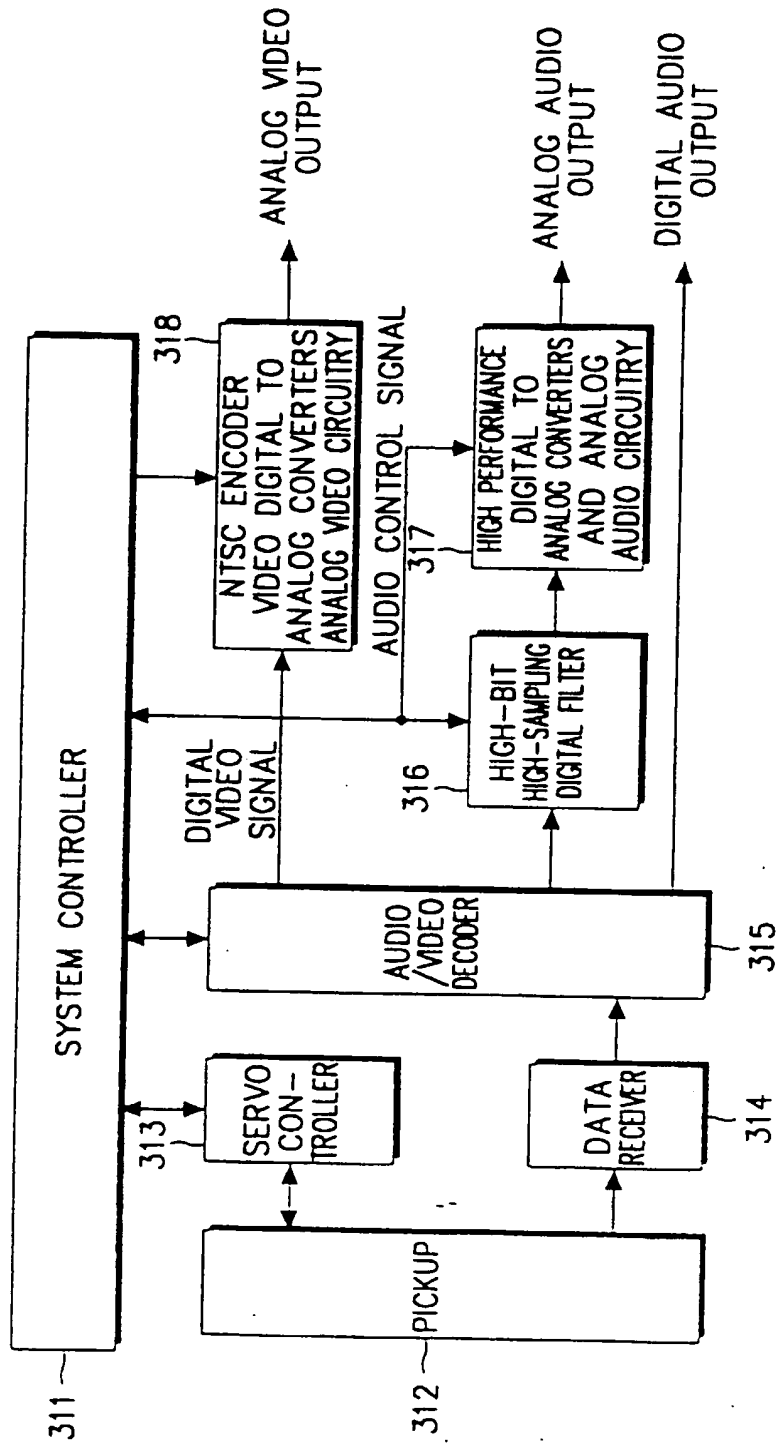 SYSTEM CONTROLLER
311
318
NTSC ENCODER
VIDEO DIGITAL TO
ANALOG CONVERTERS
ANALOG VIDEO CIRCUITRY
ANALOG VIDEO
OUTPUT
DIGITAL
VIDEO
SIGNAL
AUDIO CONTROL SIGNAL
313
SERVO
CON-
TROLLER
AUDIO
/VIDEO
DECODER
315
316
HIGH-BIT
HIGH-SAMPLING
DIGITAL FILTER
317
HIGH PERFORMANCE
DIGITAL TO
ANALOG CONVERTERS
AND ANALOG
AUDIO CIRCUITRY
ANALOG AUDIO
OUTPUT
DIGITAL AUDIO
OUTPUT
PICKUP
312
DATA
RECEIVER
314